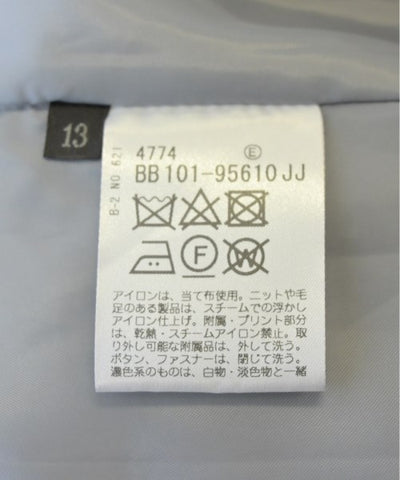 13
4774 Ⓔ
BB 101-95610 JJ
B-2 NO.621
F W
アイロンは、当て布使用。ニットや毛
足のある製品は、スチームでの浮かし
アイロン仕上げ。附属・プリント部分
は、乾熱・スチームアイロン禁止。取
り外し可能な附属品は、外して洗う。
ボタン、ファスナーは、閉じて洗う。
濃色系のものは、白物・淡色物と一緒